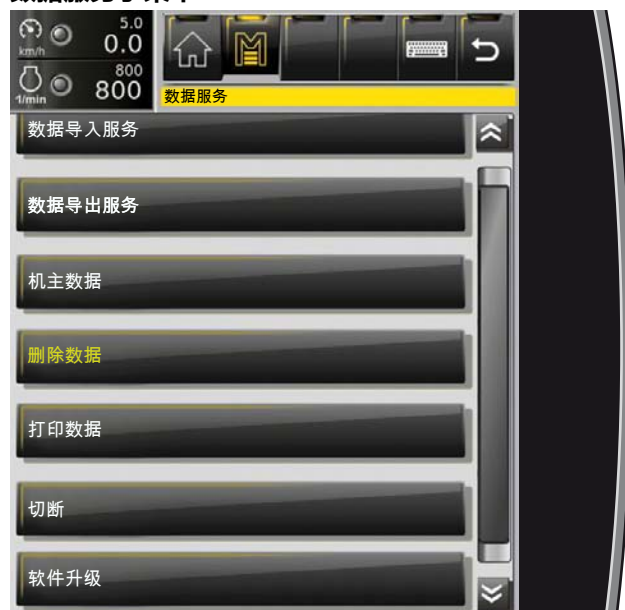 5.0
km/h
0.0
800
1/min
800
M
数据服务
数据导入服务
数据导出服务
机主数据
删除数据
打印数据
切断
软件升级